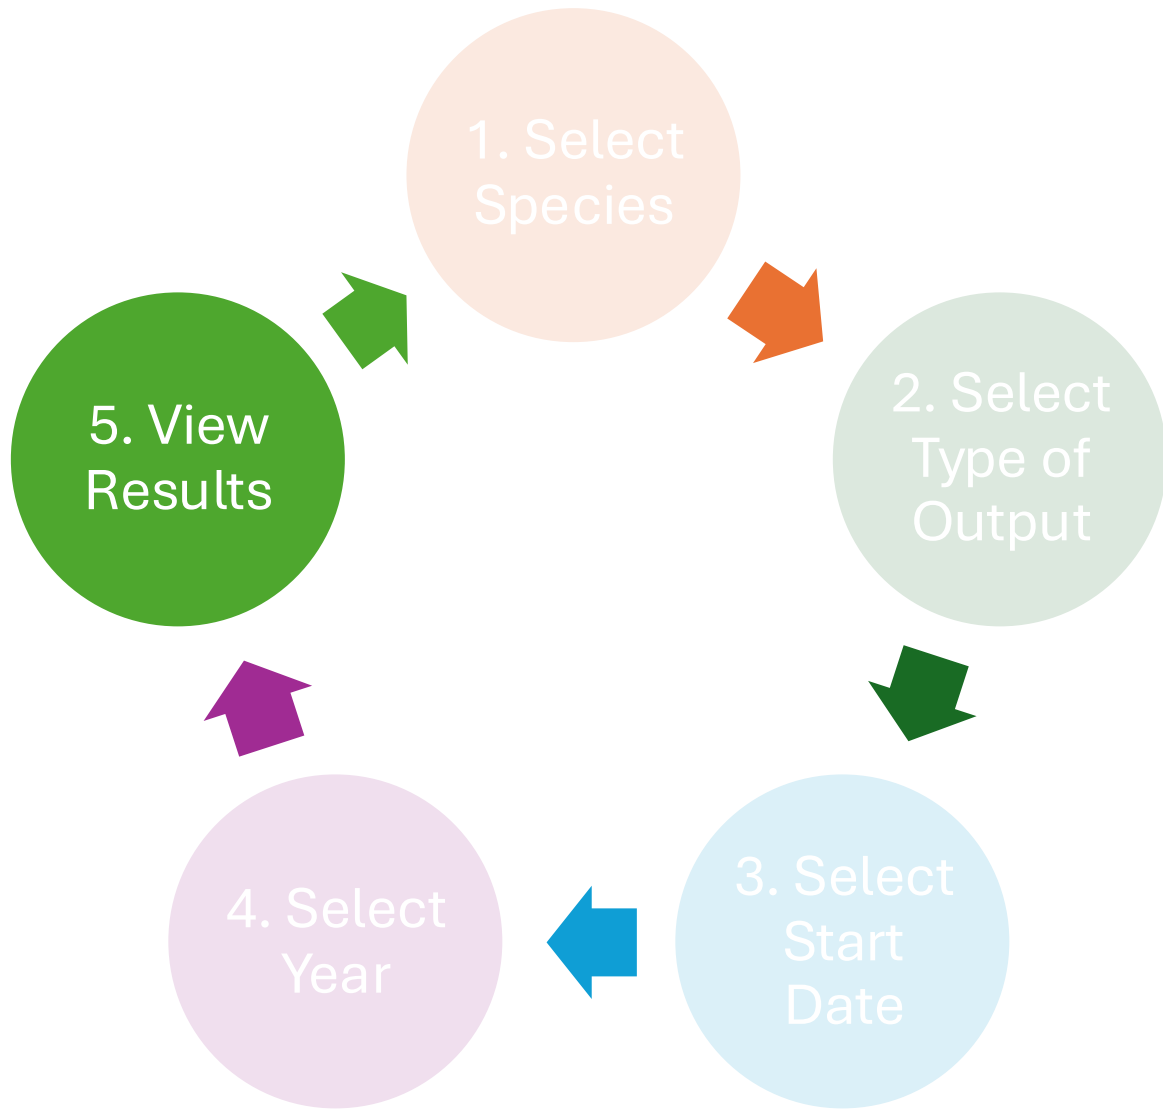 1. Select
Species
2. Select
Type of
Output
3. Select
Start
Date
4. Select
Year
5. View
Results